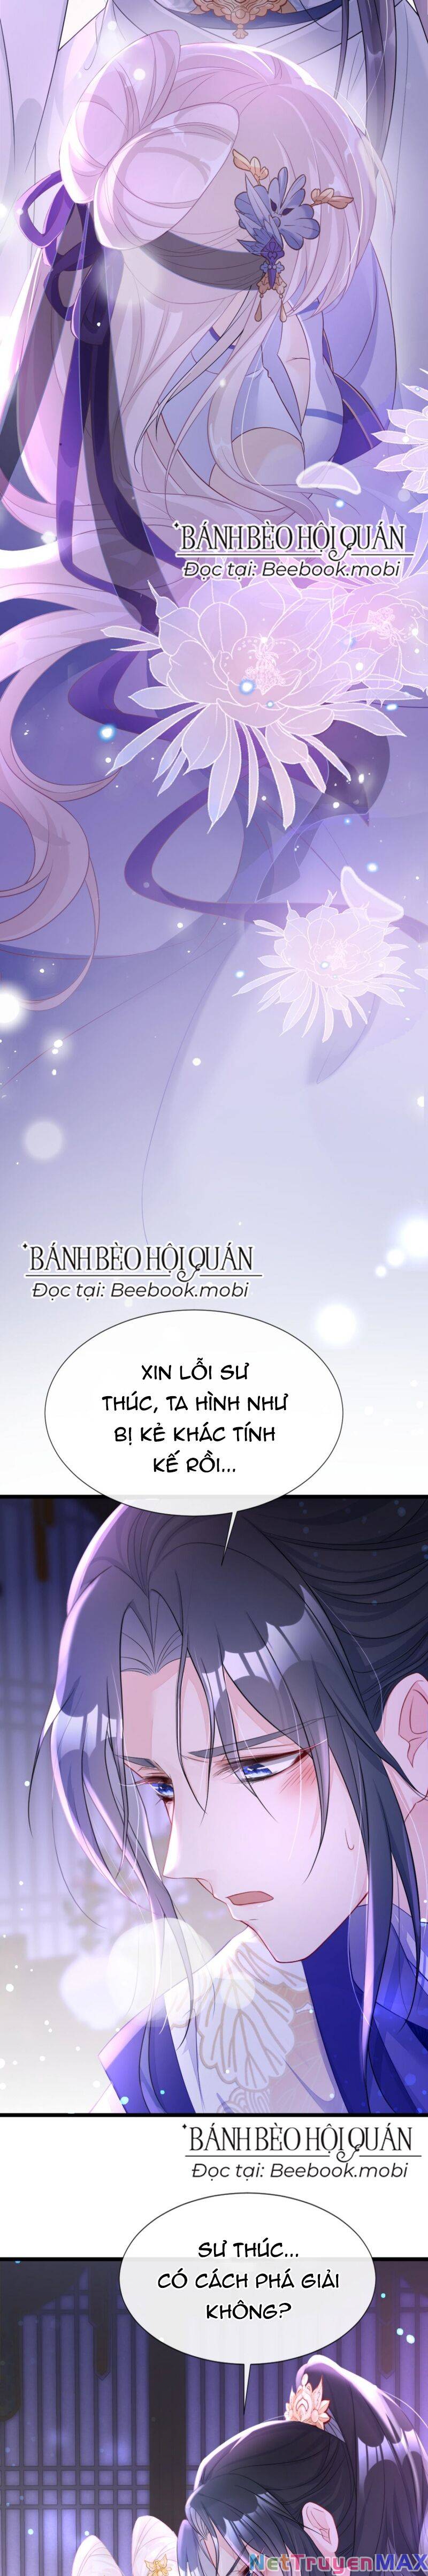 BÁNH BÈO HỘI QUÁN
Đọc tại: Beebook.mobi
BÁNH BÈO HỘI QUÁN
Đọc tại: Beebook.mobi
XIN LỖI SƯ
THÚC, TA HÌNH NHƯ
BỊ KẺ KHÁC TÍNH
KẾ RỒI...
BÁNH BÈO HỘI QUÁN
Đọc tại: Beebook.mobi
SƯ THÚC...
CÓ CÁCH PHÁ GIẢI
KHÔNG?
NetTruyenMAX